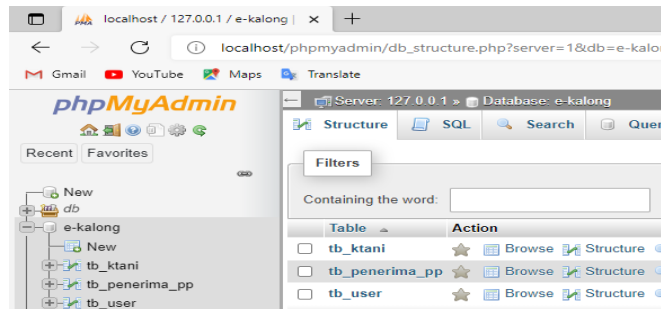 localhost / 127.0.0.1 / e-kalong |
localhost/phpmyadmin/db_structure.php?server=1&db=e-kalo
Gmail YouTube Maps Translate
phpMyAdmin
Recent Favorites
New
db
e-kalong
New
tb_ktani
tb_penerima_pp
tb_user
Server: 127.0.0.1 » Database: e-kalong
Structure SQL Search Quer
Filters
Containing the word:
Table Action
tb_ktani Browse Structure
tb_penerima_pp Browse Structure
tb_user Browse Structure